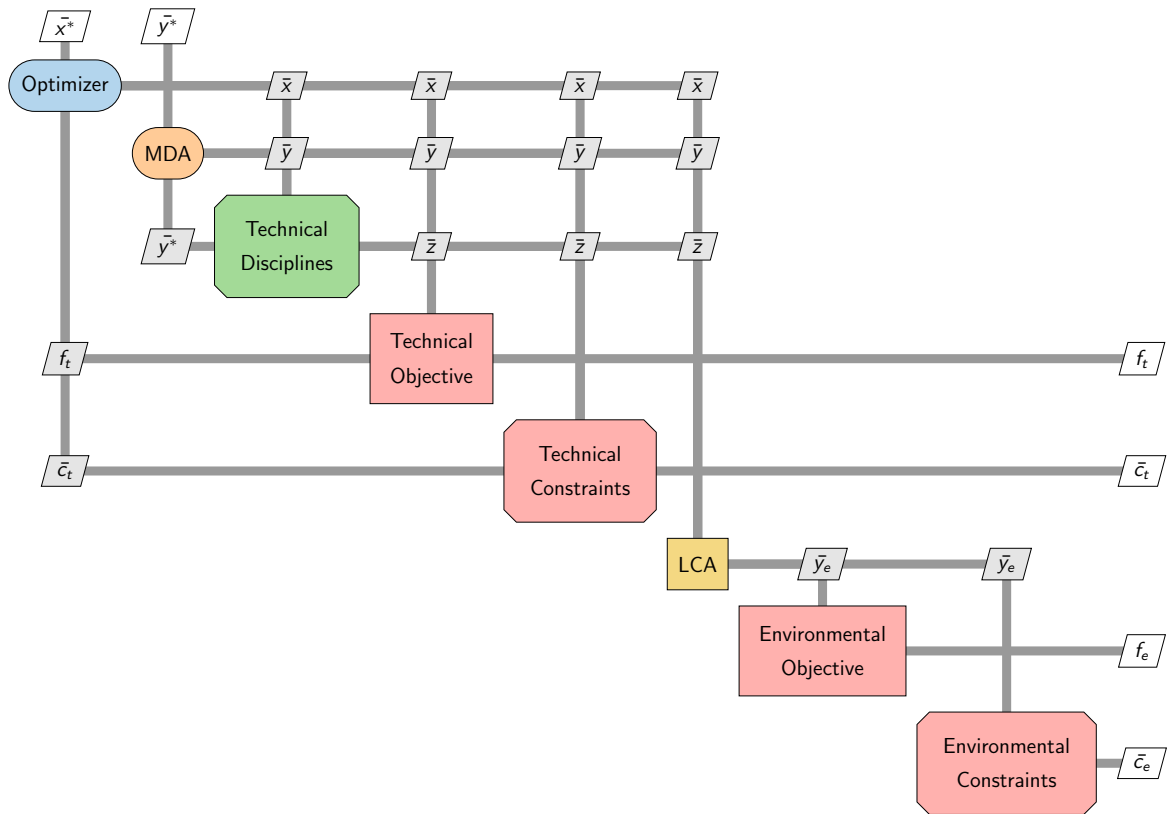 x̄* ȳ*
Optimizer x̄ x̄ x̄ x̄
MDA ȳ ȳ ȳ ȳ
ȳ* Technical
Disciplines z̄ z̄ z̄
f_t Technical
Objective f_t
c̄_t Technical
Constraints c̄_t
LCA ȳ_e ȳ_e
Environmental
Objective f_e
Environmental
Constraints c̄_e